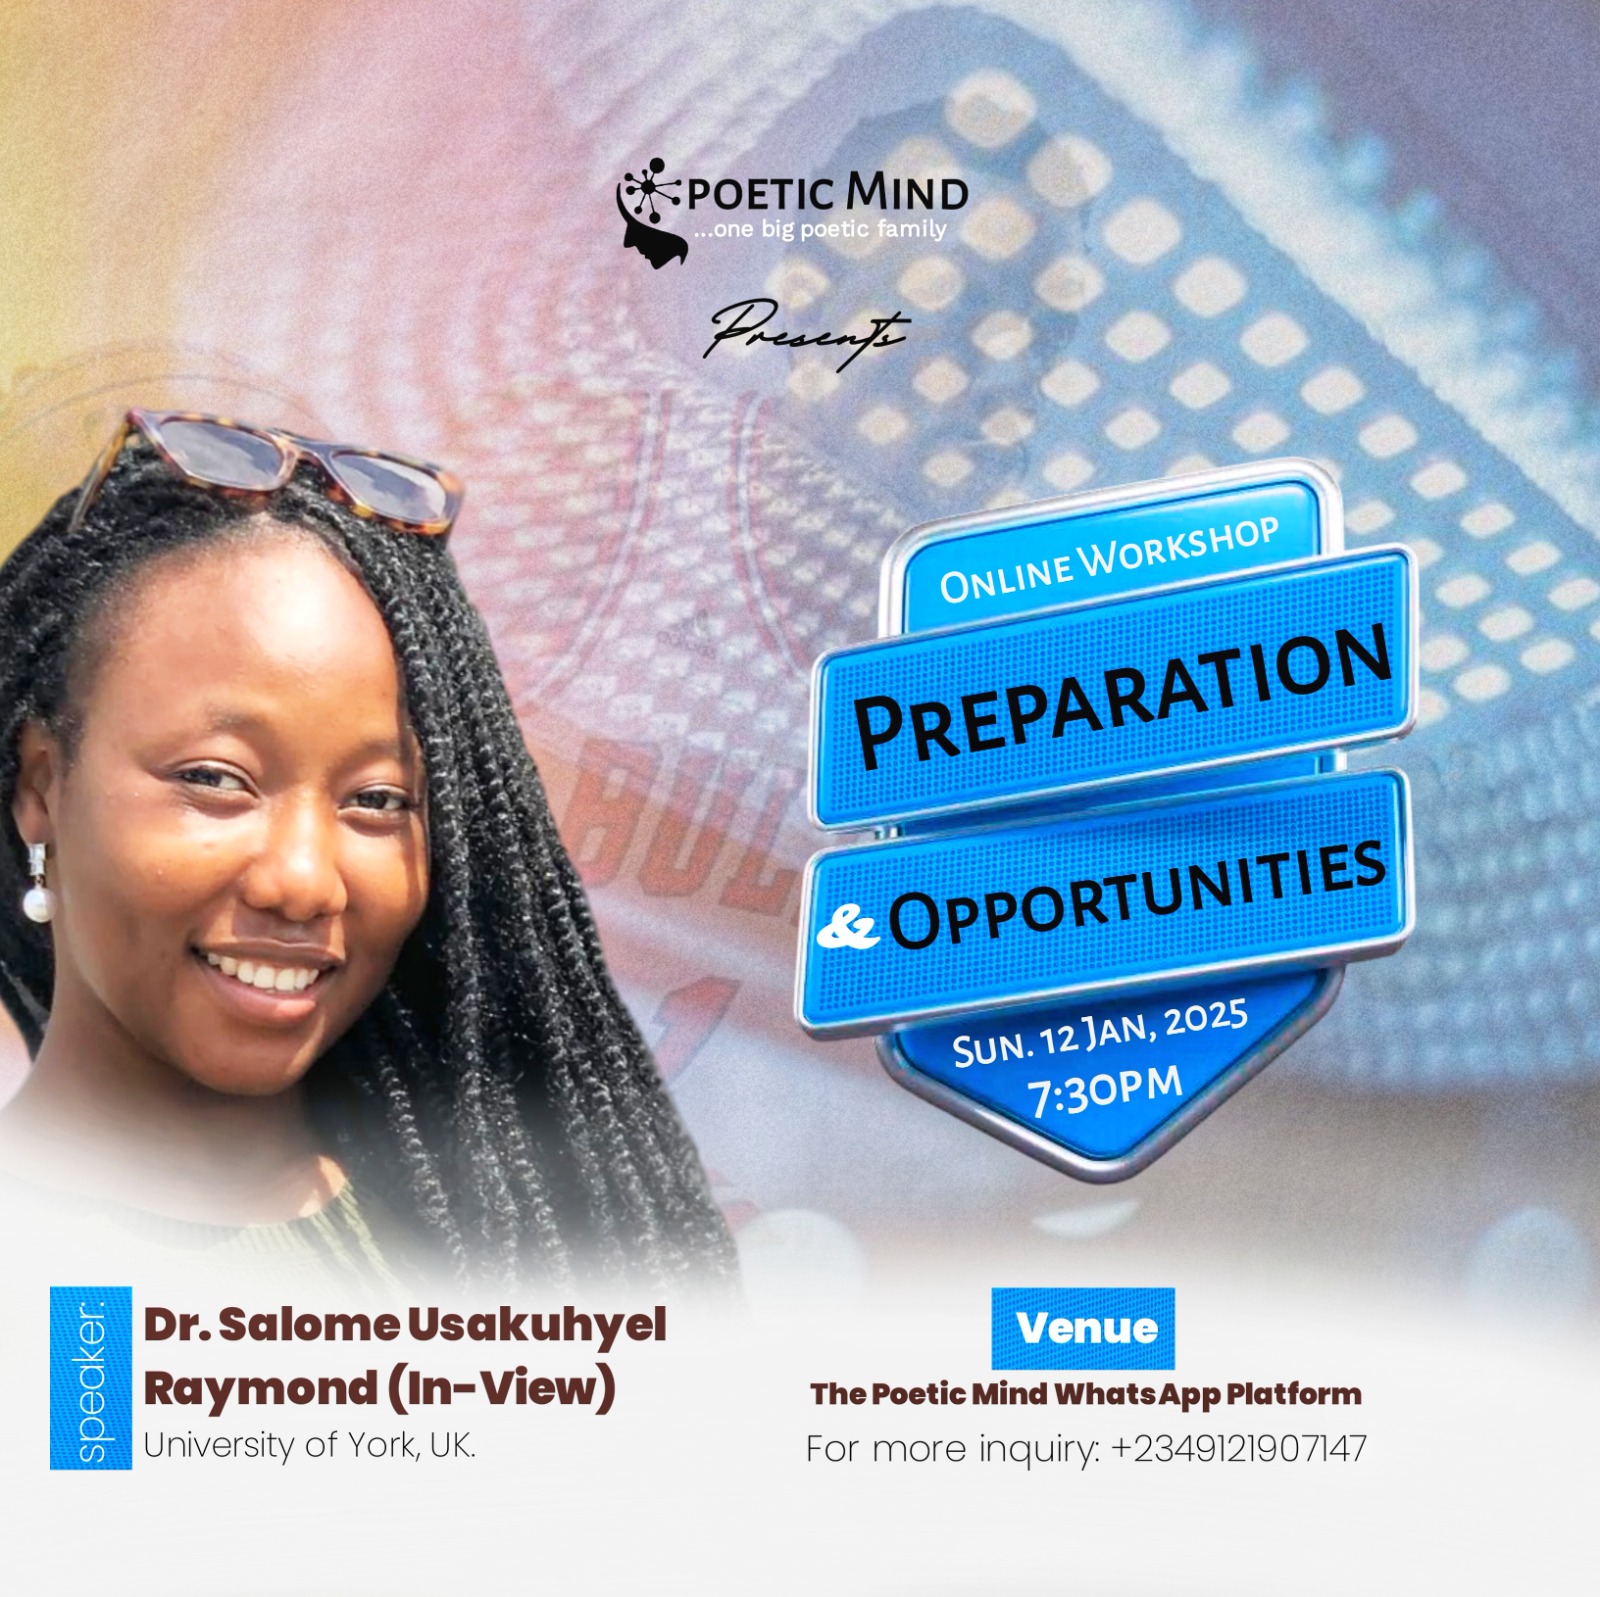 POETIC MIND
...one big poetic family
Presents
ONLINE WORKSHOP
PREPARATION
& OPPORTUNITIES
SUN. 12 JAN, 2025
7:30PM
speaker:
Dr. Salome Usakuhyel
Raymond (In-View)
University of York, UK.
Venue
The Poetic Mind WhatsApp Platform
For more inquiry: +2349121907147